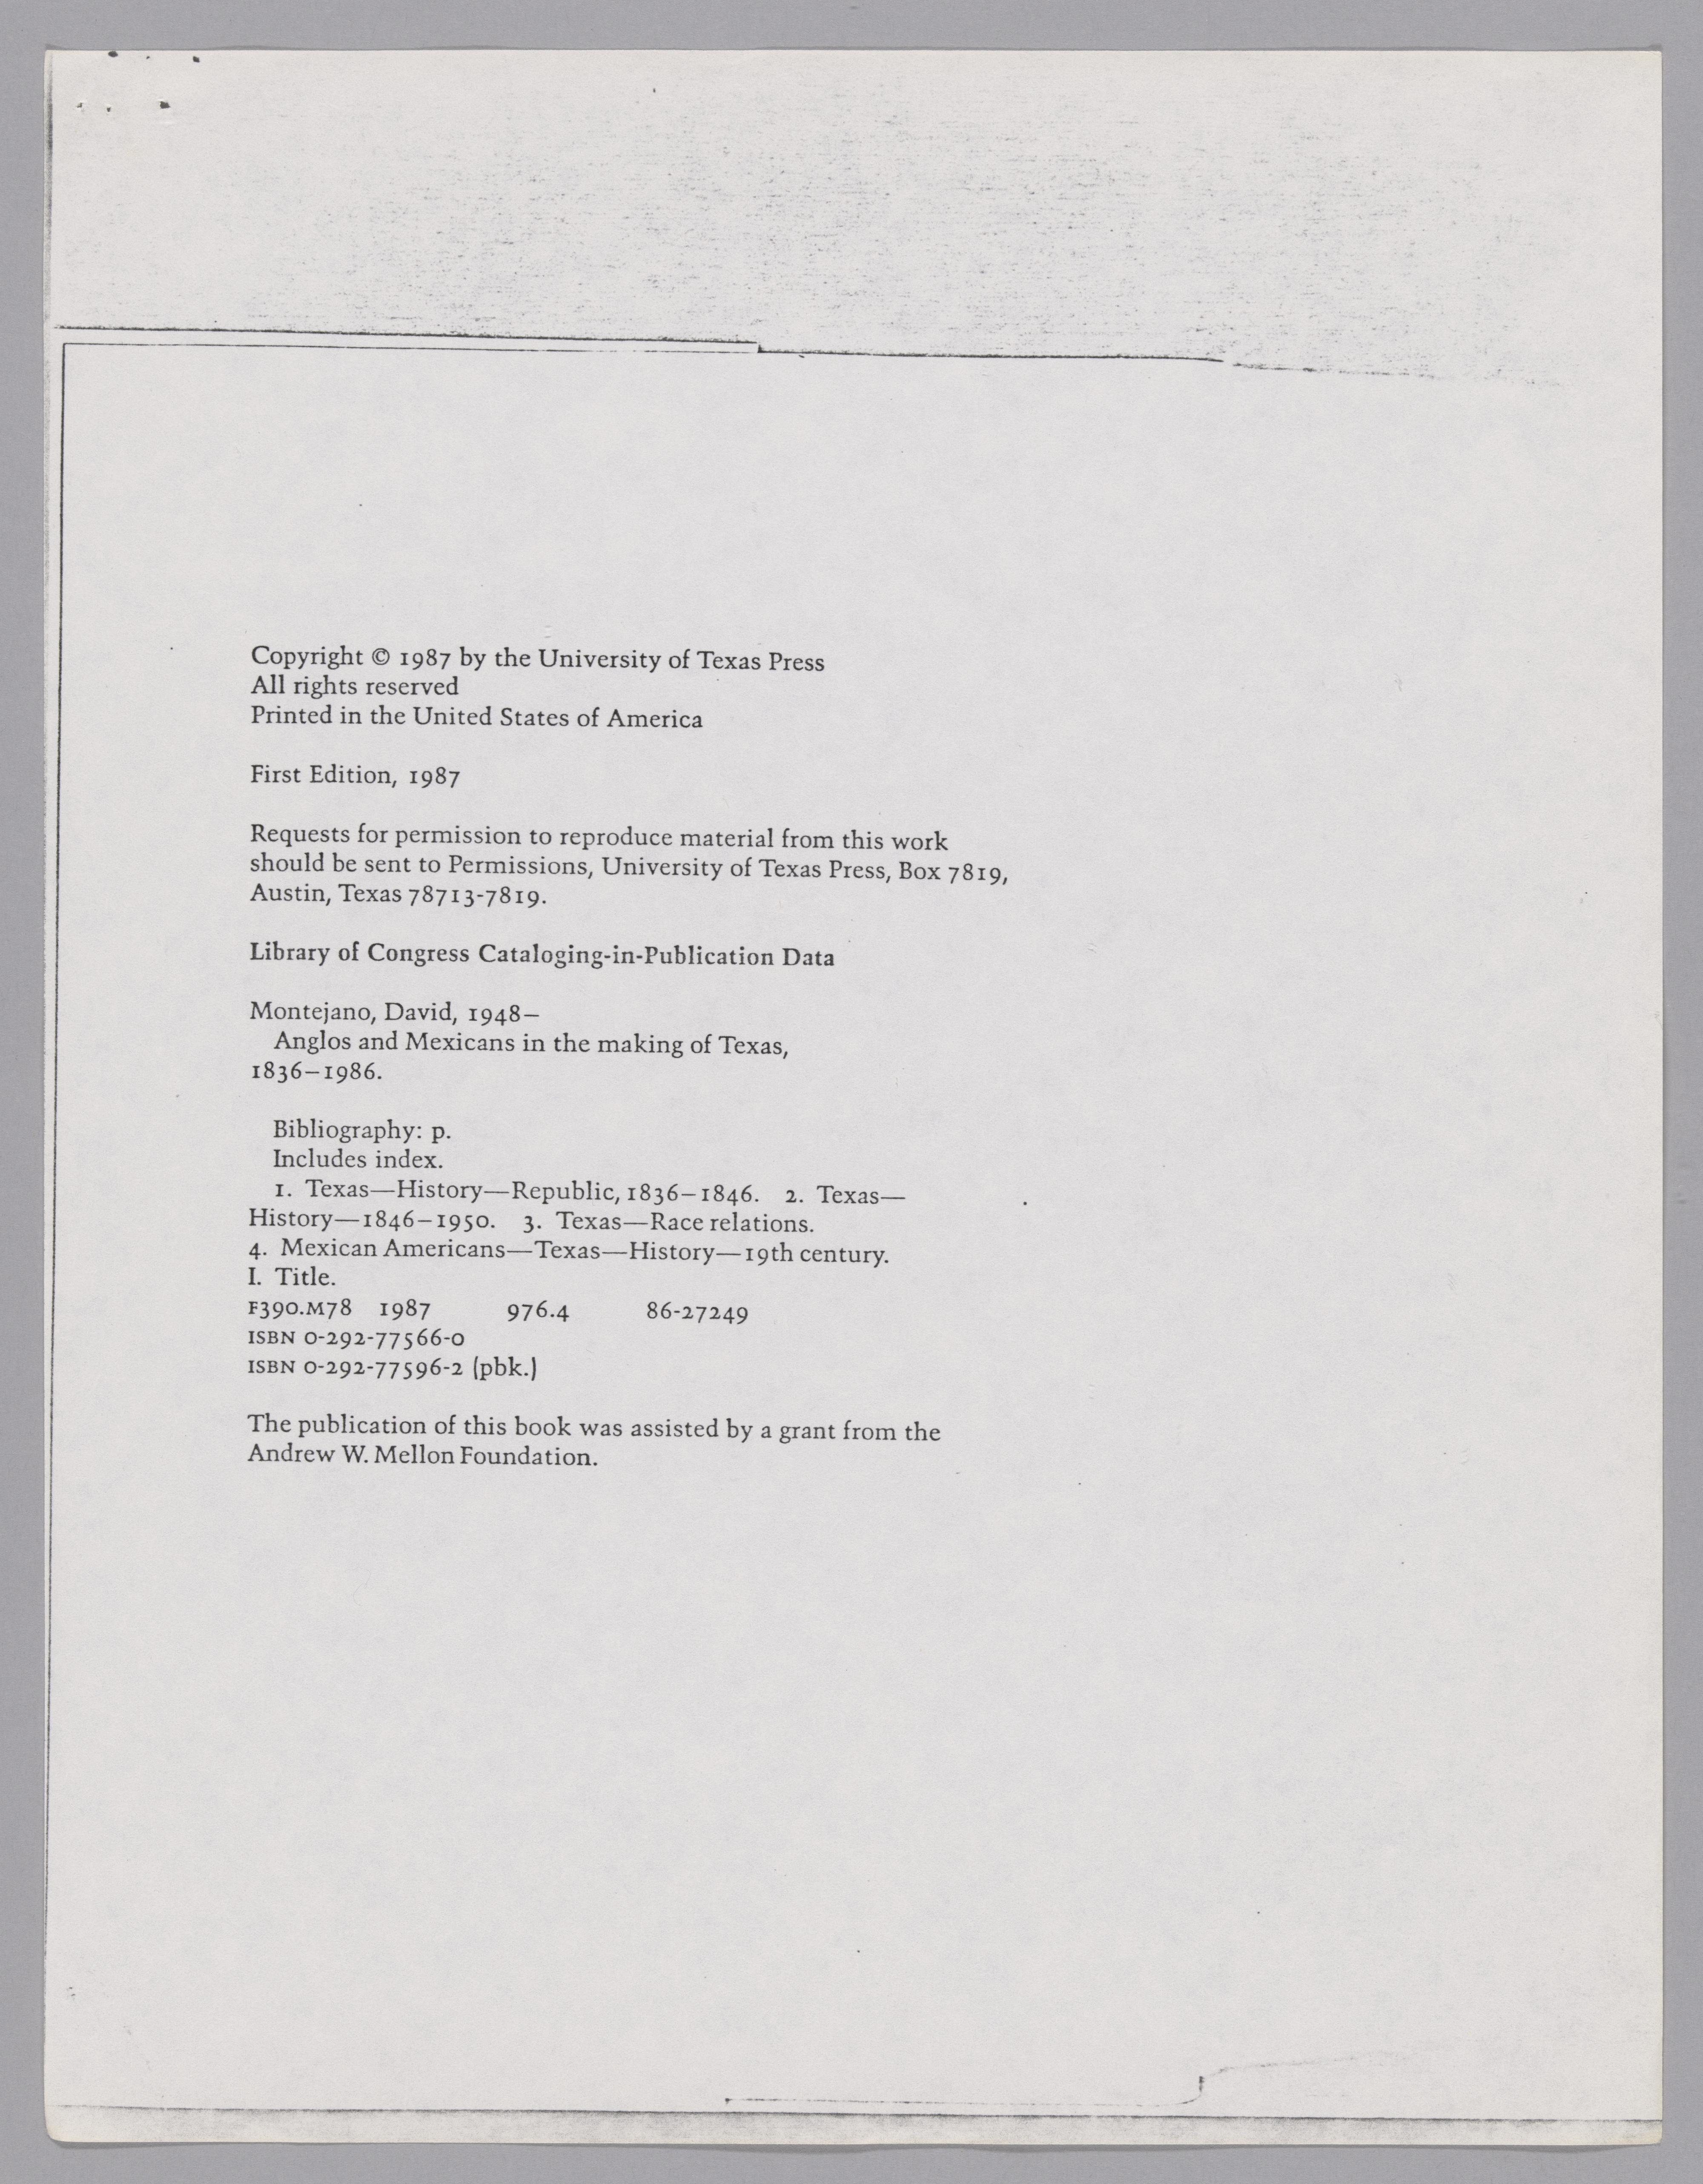 Copyright © 1987 by the University of Texas Press
All rights reserved
Printed in the United States of America
First Edition, 1987
Requests for permission to reproduce material from this work
should be sent to Permissions, University of Texas Press, Box 7819,
Austin, Texas 78713-7819.
Library of Congress Cataloging-in-Publication Data
Montejano, David, 1948–
Anglos and Mexicans in the making of Texas,
1836–1986.
Bibliography: p.
Includes index.
1. Texas—History—Republic, 1836–1846. 2. Texas—
History—1846–1950. 3. Texas—Race relations.
4. Mexican Americans—Texas—History—19th century.
I. Title.
F390.M78 1987 976.4 86-27249
ISBN 0-292-77566-0
ISBN 0-292-77596-2 (pbk.)
The publication of this book was assisted by a grant from the
Andrew W. Mellon Foundation.